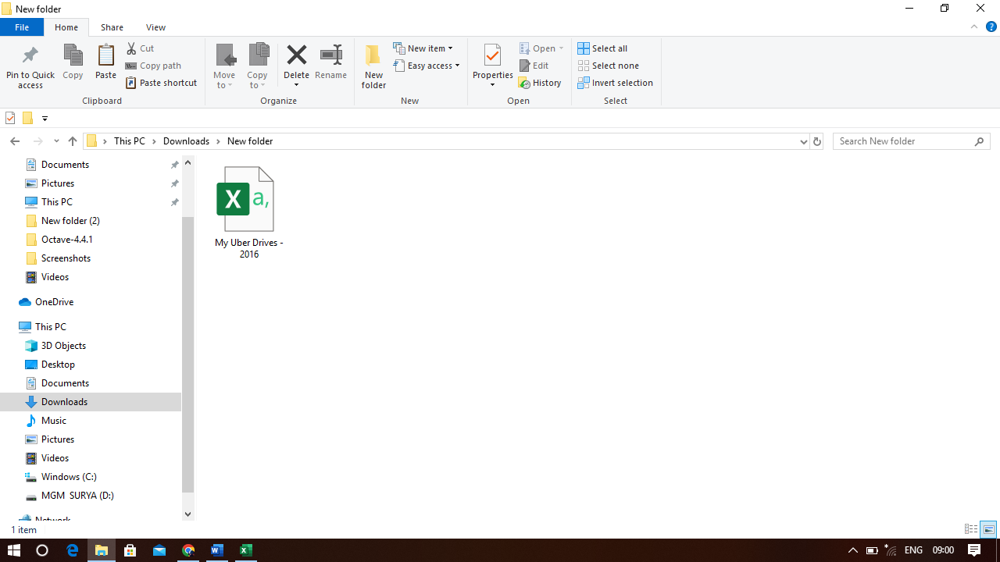 New folder
File
Home
Share
View
Pin to Quick
access
Copy
Paste
Cut
Copy path
Paste shortcut
Clipboard
Move
to
Copy
to
Delete
Rename
Organize
New
folder
New item
Easy access
New
Properties
Open
Edit
History
Open
Select all
Select none
Invert selection
Select
This PC
Downloads
New folder
Search New folder
Documents
Pictures
This PC
New folder (2)
Octave-4.4.1
Screenshots
Videos
OneDrive
This PC
3D Objects
Desktop
Documents
Downloads
Music
Pictures
Videos
Windows (C:)
MGM SURYA (D:)
Network
X a,
My Uber Drives -
2016
1 item
ENG
09:00